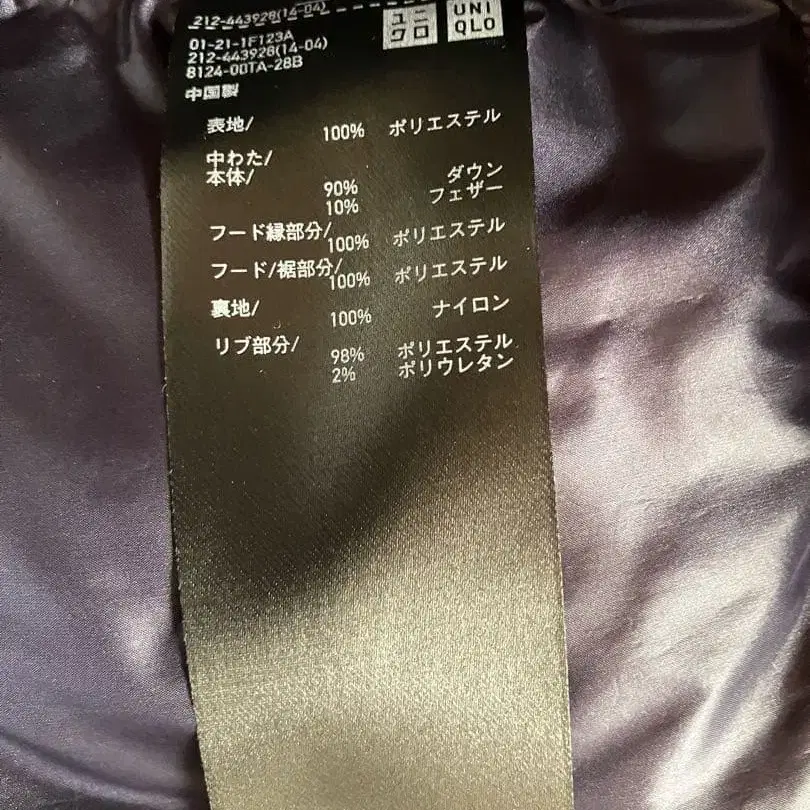 212-443928(14-04)
ユニ
クロ
UNI
QLO
01-21-1F123A
212-443928(14-04)
8124-00TA-28B
中国製
表地/ 100% ポリエステル
中わた/
本体/ 90% ダウン
10% フェザー
フード縁部分/ 100% ポリエステル
フード/裾部分/ 100% ポリエステル
裏地/ 100% ナイロン
リブ部分/ 98% ポリエステル
2% ポリウレタン